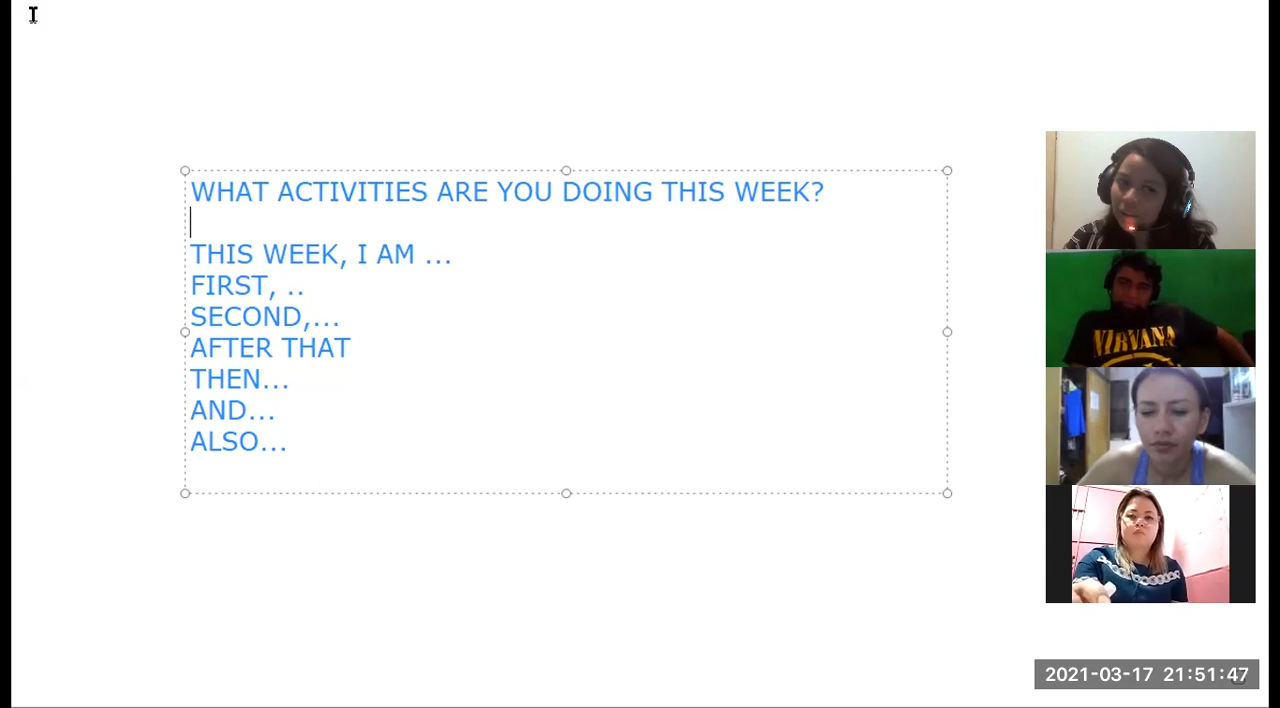 WHAT ACTIVITIES ARE YOU DOING THIS WEEK?
THIS WEEK, I AM ...
FIRST, ..
SECOND,...
AFTER THAT
THEN...
AND...
ALSO...
NIRVANA
2021-03-17 21:51:47